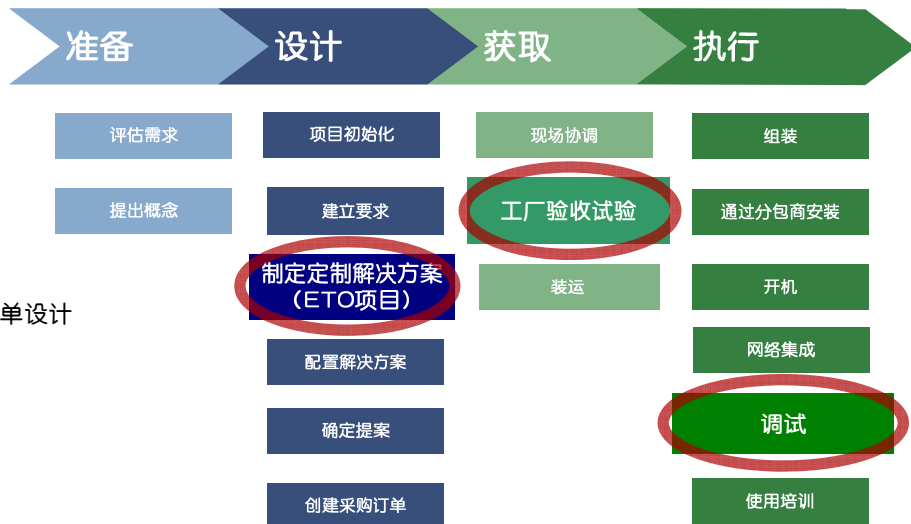 准备
设计
获取
执行
评估需求
提出概念
项目初始化
建立要求
制定定制解决方案
（ETO项目）
配置解决方案
确定提案
创建采购订单
现场协调
工厂验收试验
装运
组装
通过分包商安装
开机
网络集成
调试
使用培训
单设计